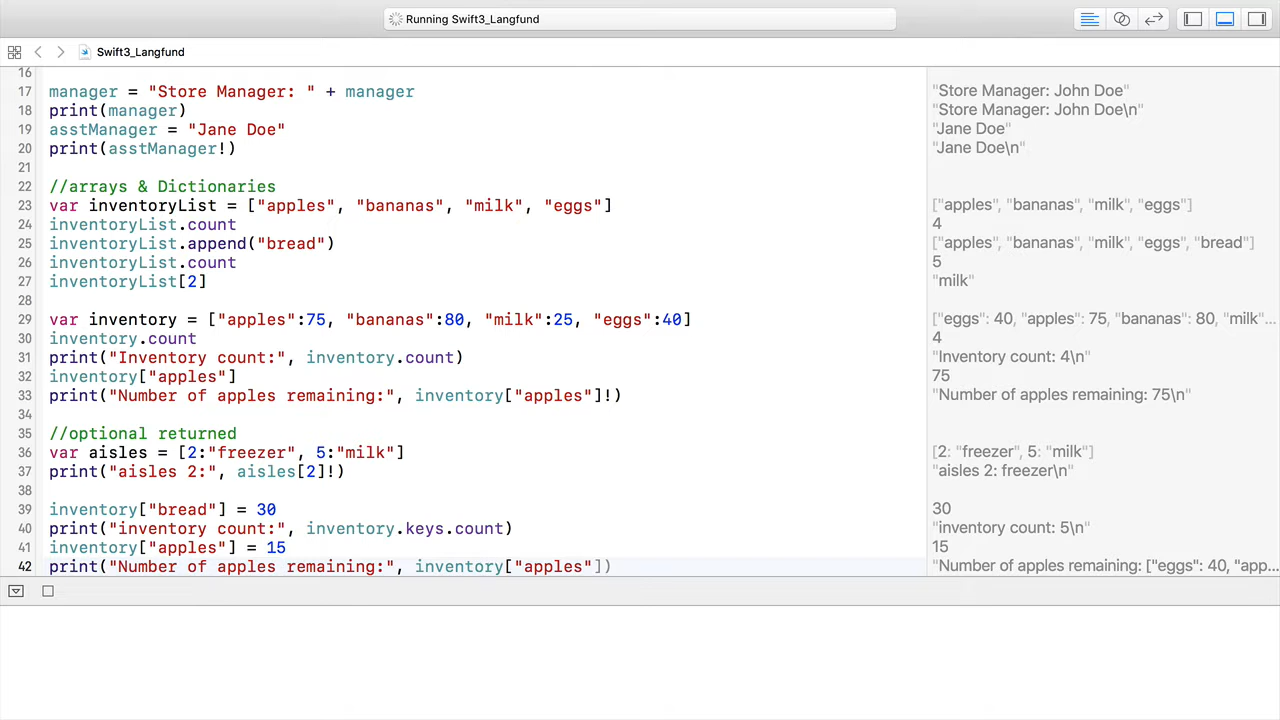 Running Swift3_Langfund
Swift3_Langfund
16
17 manager = "Store Manager: " + manager
"Store Manager: John Doe"
18 print(manager)
"Store Manager: John Doe\n"
19 asstManager = "Jane Doe"
"Jane Doe"
20 print(asstManager!)
"Jane Doe\n"
21
22 //arrays & Dictionaries
23 var inventoryList = ["apples", "bananas", "milk", "eggs"]
["apples", "bananas", "milk", "eggs"]
24 inventoryList.count
4
25 inventoryList.append("bread")
["apples", "bananas", "milk", "eggs", "bread"]
26 inventoryList.count
5
27 inventoryList[2]
"milk"
28
29 var inventory = ["apples":75, "bananas":80, "milk":25, "eggs":40]
["eggs": 40, "apples": 75, "bananas": 80, "milk"...
30 inventory.count
4
31 print("Inventory count:", inventory.count)
"Inventory count: 4\n"
32 inventory["apples"]
75
33 print("Number of apples remaining:", inventory["apples"]!)
"Number of apples remaining: 75\n"
34
35 //optional returned
36 var aisles = [2:"freezer", 5:"milk"]
[2: "freezer", 5: "milk"]
37 print("aisles 2:", aisles[2]!)
"aisles 2: freezer\n"
38
39 inventory["bread"] = 30
30
40 print("inventory count:", inventory.keys.count)
"inventory count: 5\n"
41 inventory["apples"] = 15
15
42 print("Number of apples remaining:", inventory["apples"])
"Number of apples remaining: ["eggs": 40, "app...